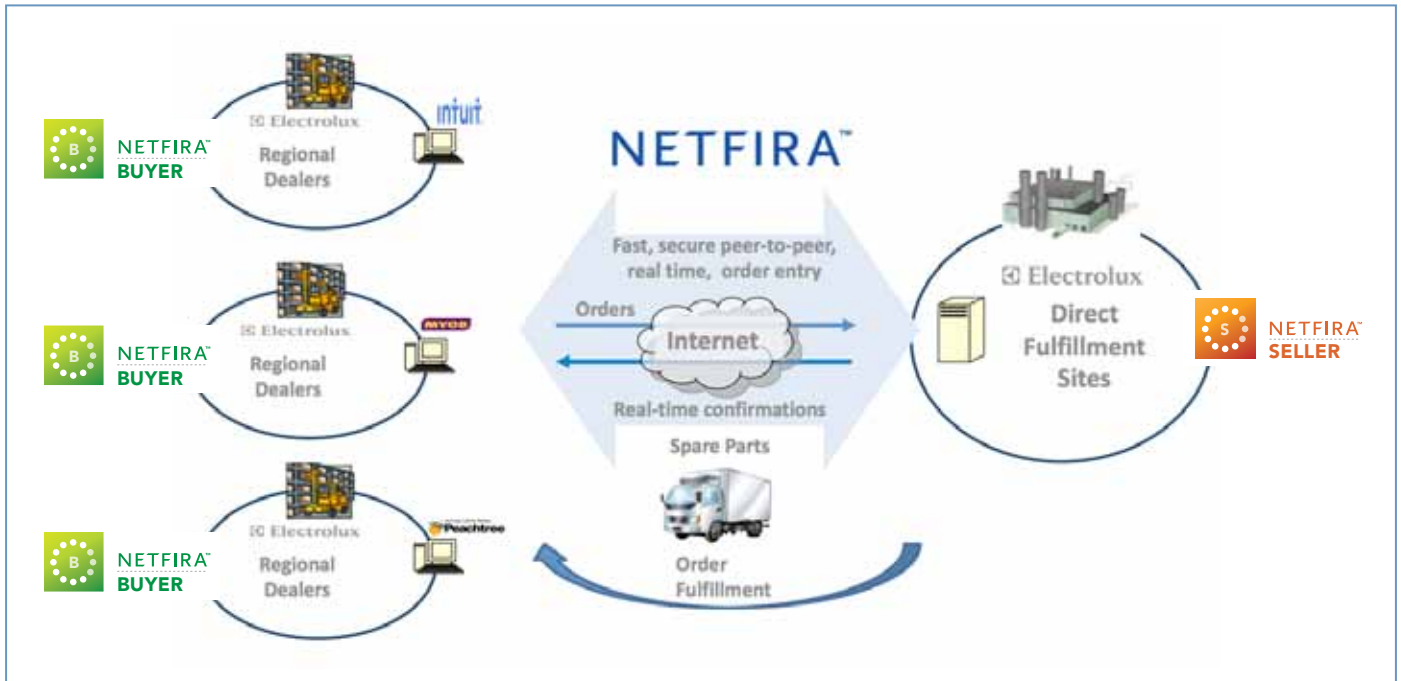 Electrolux
Regional
Dealers
intuit
B
NETFIRA™
BUYER
Electrolux
Regional
Dealers
MYOB
B
NETFIRA™
BUYER
Electrolux
Regional
Dealers
Peachtree
B
NETFIRA™
BUYER
NETFIRA™
Fast, secure peer-to-peer,
real time, order entry
Orders
Internet
Real-time confirmations
Spare Parts
Order
Fulfillment
Electrolux
Direct
Fulfillment
Sites
S
NETFIRA™
SELLER